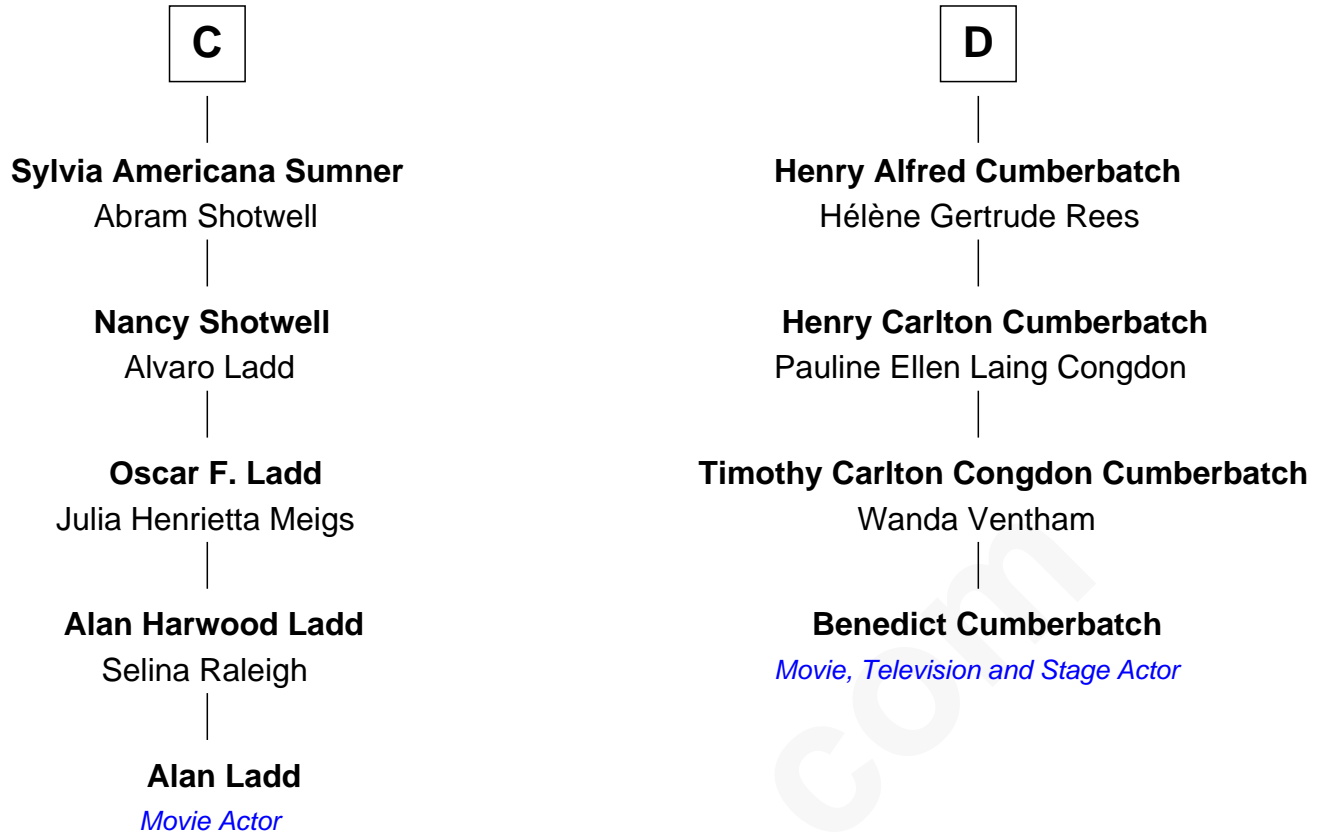 C
Sylvia Americana Sumner
Abram Shotwell
Nancy Shotwell
Alvaro Ladd
Oscar F. Ladd
Julia Henrietta Meigs
Alan Harwood Ladd
Selina Raleigh
Alan Ladd
Movie Actor
D
Henry Alfred Cumberbatch
Hélène Gertrude Rees
Henry Carlton Cumberbatch
Pauline Ellen Laing Congdon
Timothy Carlton Congdon Cumberbatch
Wanda Ventham
Benedict Cumberbatch
Movie, Television and Stage Actor
com